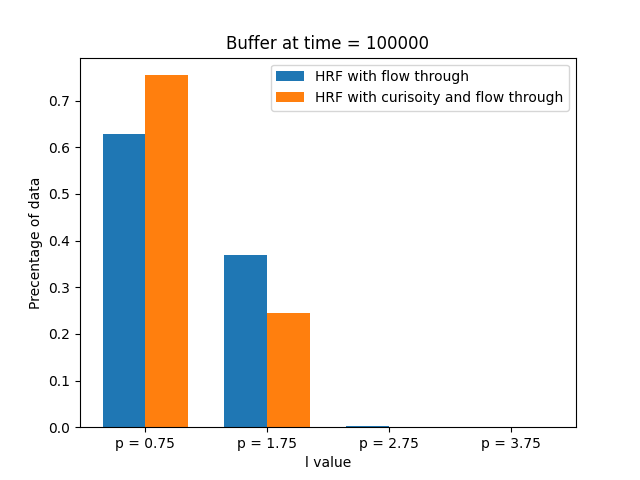 Buffer at time = 100000
HRF with flow through
HRF with curisoity and flow through
Precentage of data
0.7
0.6
0.5
0.4
0.3
0.2
0.1
0.0
p = 0.75
p = 1.75
p = 2.75
p = 3.75
l value